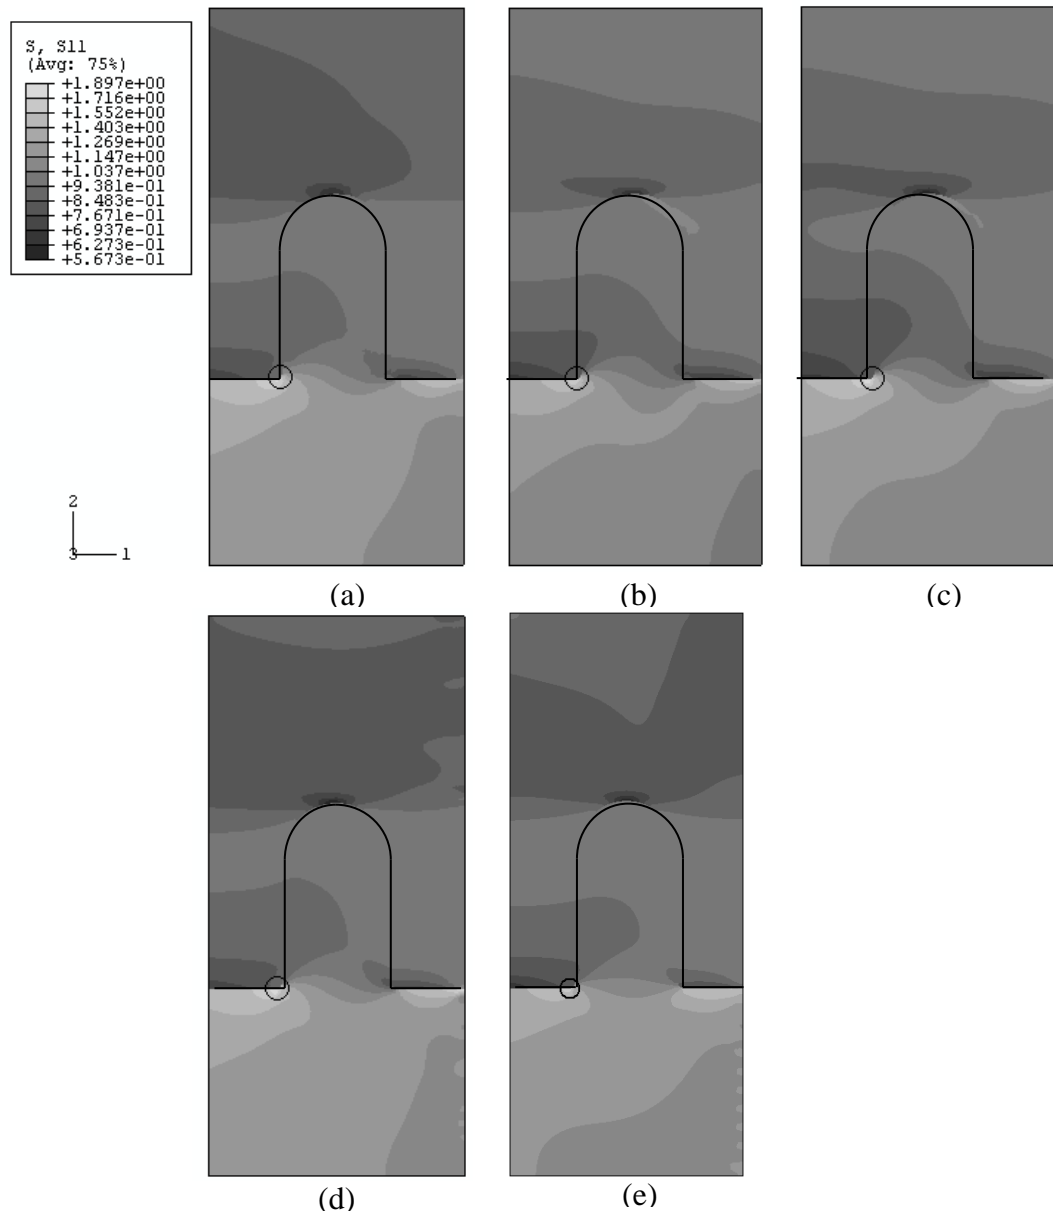 S, S11
(Avg: 75%)
+1.897e+00
+1.716e+00
+1.552e+00
+1.403e+00
+1.269e+00
+1.147e+00
+1.037e+00
+9.381e-01
+8.483e-01
+7.671e-01
+6.937e-01
+6.273e-01
+5.673e-01
2
3 1
(a) (b) (c)
(d) (e)